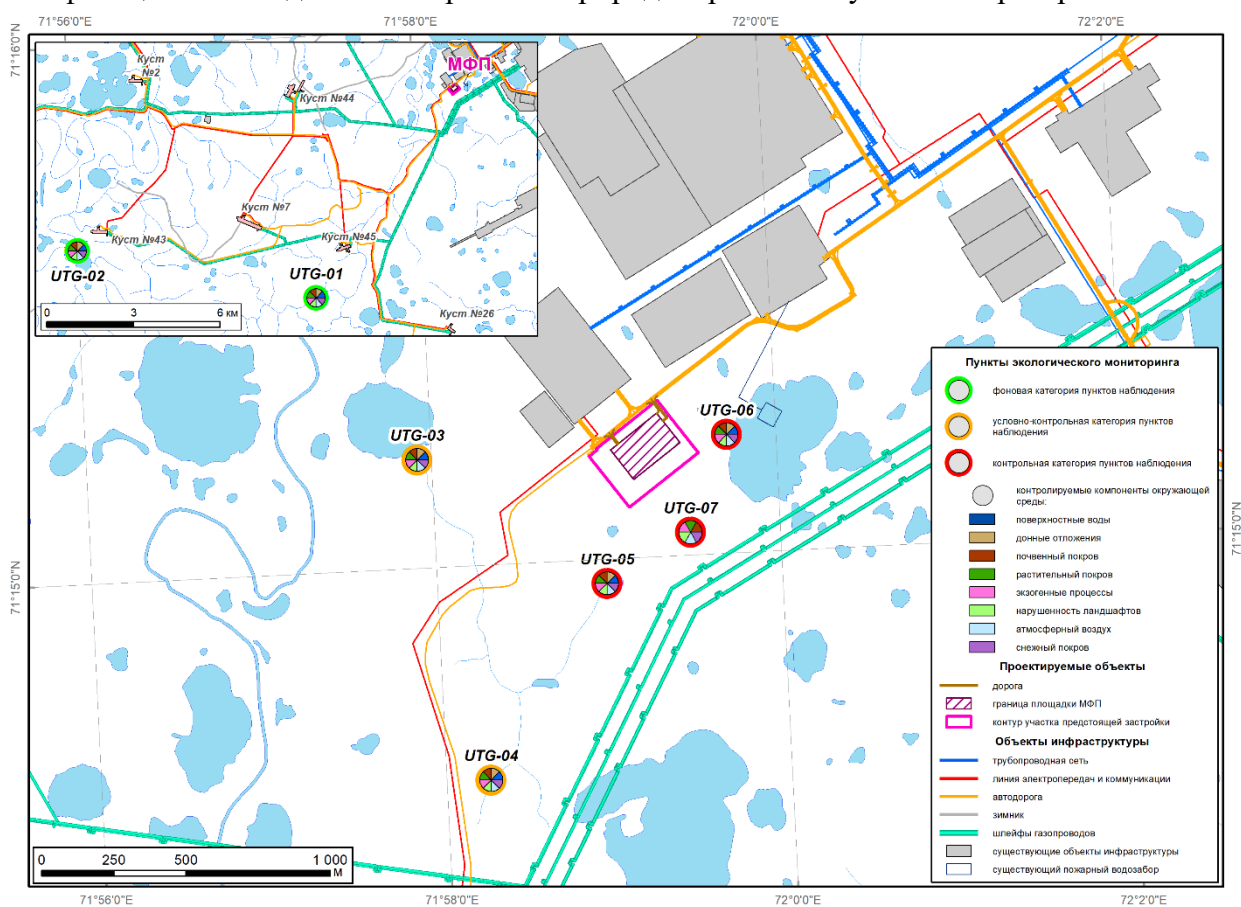 71°56'0"E
71°58'0"E
72°0'0"E
72°2'0"E
71°16'0"N
71°16'0"N
Куст
№2
МФП
Куст №44
Куст №7
Куст №43
Куст №45
UTG-02
UTG-01
Куст №26
0 3 6 км
UTG-03
UTG-06
UTG-07
UTG-05
UTG-04
71°15'0"N
71°15'0"N
Пункты экологического мониторинга
фоновая категория пунктов наблюдения
условно-контрольная категория пунктов
наблюдения
контрольная категория пунктов наблюдения
контролируемые компоненты окружающей
среды:
поверхностные воды
донные отложения
почвенный покров
растительный покров
экзогенные процессы
нарушенность ландшафтов
атмосферный воздух
снежный покров
Проектируемые объекты
дорога
граница площадки МФП
контур участка предстоящей застройки
Объекты инфраструктуры
трубопроводная сеть
линия электропередач и коммуникации
автодорога
зимник
шлейфы газопроводов
существующие объекты инфраструктуры
существующий пожарный водозабор
0 250 500 1 000
М
71°56'0"E
71°58'0"E
72°0'0"E
72°2'0"E